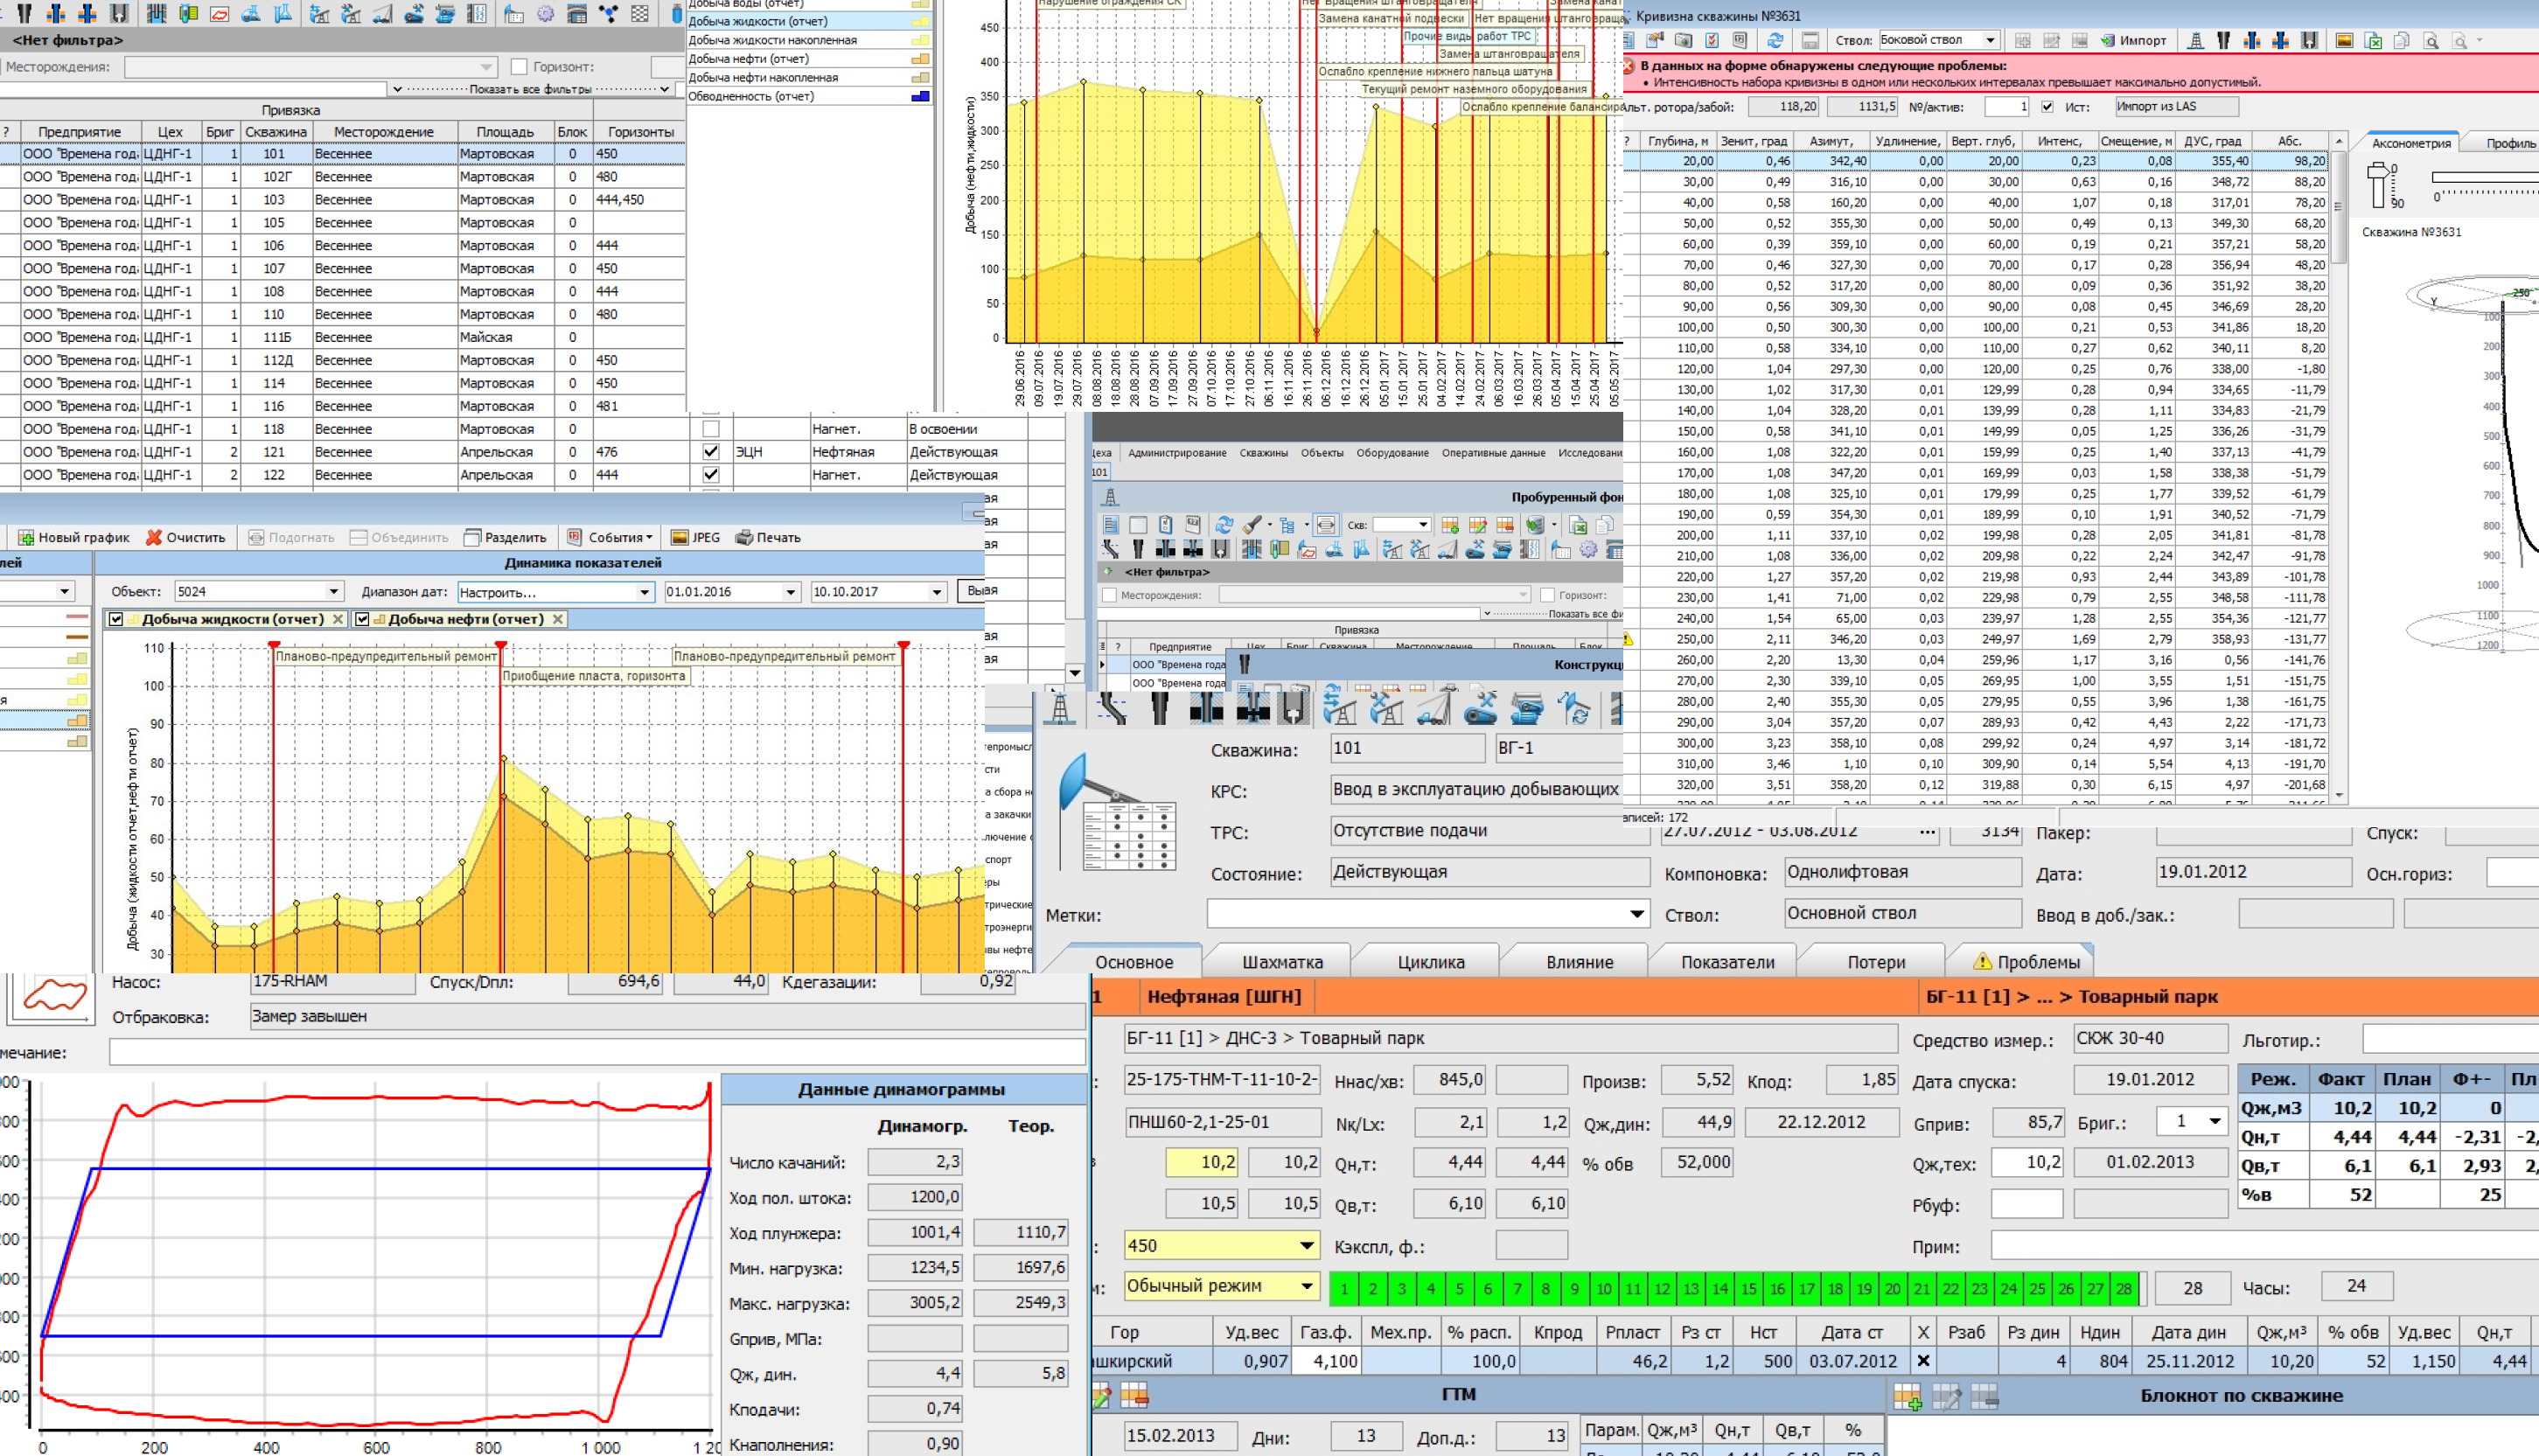 <Нет фильтра>
Месторождения: Горизонт:
Показать все фильтры
Привязка
? Предприятие Цех Бриг Скважина Месторождение Площадь Блок Горизонты
ООО "Времена год ЦДНГ-1 1 101 Весеннее Мартовская 0 450
ООО "Времена год ЦДНГ-1 1 102Г Весеннее Мартовская 0 480
ООО "Времена год ЦДНГ-1 1 103 Весеннее Мартовская 0 444,450
ООО "Времена год ЦДНГ-1 1 105 Весеннее Мартовская 0
ООО "Времена год ЦДНГ-1 1 106 Весеннее Мартовская 0 444
ООО "Времена год ЦДНГ-1 1 107 Весеннее Мартовская 0 450
ООО "Времена год ЦДНГ-1 1 108 Весеннее Мартовская 0 444
ООО "Времена год ЦДНГ-1 1 110 Весеннее Мартовская 0 480
ООО "Времена год ЦДНГ-1 1 111Б Весеннее Майская 0
ООО "Времена год ЦДНГ-1 1 112Д Весеннее Мартовская 0 450
ООО "Времена год ЦДНГ-1 1 114 Весеннее Мартовская 0 450
ООО "Времена год ЦДНГ-1 1 116 Весеннее Мартовская 0 481
ООО "Времена год ЦДНГ-1 1 118 Весеннее Мартовская 0 Нагнет. В освоении
ООО "Времена год ЦДНГ-1 2 121 Весеннее Апрельская 0 476 ЭЦН Нефтяная Действующая
ООО "Времена год ЦДНГ-1 2 122 Весеннее Апрельская 0 444 Нагнет. Действующая
Добыча воды (отчет)
Добыча жидкости (отчет)
Добыча жидкости накопленная
Добыча нефти (отчет)
Добыча нефти накопленная
Обводненность (отчет)
Нарушение ограждения СК
Замена канатной подвески Нет вращения штанговраща
Прочие виды работ ТРС
Замена штанговращателя
Ослабло крепление нижнего пальца шатуна
Текущий ремонт наземного оборудования
Ослабло крепление балансира
Добыча (нефти,жидкости)
450
400
350
300
250
200
150
100
50
0
29.06.2016 09.07.2016 19.07.2016 29.07.2016 08.08.2016 18.08.2016 28.08.2016 07.09.2016 17.09.2016 27.09.2016 07.10.2016 17.10.2016 27.10.2016 06.11.2016 16.11.2016 26.11.2016 06.12.2016 16.12.2016 26.12.2016 05.01.2017 15.01.2017 25.01.2017 04.02.2017 14.02.2017 24.02.2017 06.03.2017 16.03.2017 26.03.2017 05.04.2017 15.04.2017 25.04.2017 05.05.2017
Кривизна скважины №3631
Ствол: Боковой ствол Импорт
В данных на форме обнаружены следующие проблемы:
• Интенсивность набора кривизны в одном или нескольких интервалах превышает максимально допустимый.
льт. ротора/забой: 118,20 1131,5 №/актив: 1 Ист: Импорт из LAS
? Глубина, м Зенит, град Азимут, Удлинение, Верт. глуб, Интенс, Смещение, м ДУС, град Абс.
20,00 0,46 342,40 0,00 20,00 0,23 0,08 355,40 98,20
30,00 0,49 316,10 0,00 30,00 0,63 0,16 348,72 88,20
40,00 0,58 160,20 0,00 40,00 1,07 0,18 317,01 78,20
50,00 0,52 355,30 0,00 50,00 0,49 0,13 349,30 68,20
60,00 0,39 359,10 0,00 60,00 0,19 0,21 357,21 58,20
70,00 0,46 327,30 0,00 70,00 0,17 0,28 356,94 48,20
80,00 0,52 317,20 0,00 80,00 0,09 0,36 351,92 38,20
90,00 0,56 309,30 0,00 90,00 0,08 0,45 346,69 28,20
100,00 0,50 300,30 0,00 100,00 0,21 0,53 341,86 18,20
110,00 0,58 334,10 0,00 110,00 0,27 0,62 340,11 8,20
120,00 1,04 297,30 0,00 120,00 0,25 0,76 338,00 -1,80
130,00 1,02 317,30 0,01 129,99 0,28 0,94 334,65 -11,79
140,00 1,04 328,20 0,01 139,99 0,28 1,11 334,83 -21,79
150,00 0,58 341,10 0,01 149,99 0,05 1,25 336,26 -31,79
160,00 1,08 322,20 0,01 159,99 0,25 1,40 337,13 -41,79
170,00 1,08 347,20 0,01 169,99 0,03 1,58 338,38 -51,79
180,00 1,08 325,10 0,01 179,99 0,25 1,77 339,52 -61,79
190,00 0,59 354,30 0,01 189,99 0,10 1,91 340,52 -71,79
200,00 1,11 337,10 0,02 199,98 0,28 2,05 341,81 -81,78
210,00 1,08 336,00 0,02 209,98 0,22 2,24 342,47 -91,78
220,00 1,27 357,20 0,02 219,98 0,93 2,44 343,89 -101,78
230,00 1,41 71,00 0,02 229,98 0,79 2,55 348,58 -111,78
240,00 1,54 65,00 0,03 239,97 1,28 2,55 354,36 -121,77
250,00 2,11 346,20 0,03 249,97 1,69 2,79 358,93 -131,77
260,00 2,20 13,30 0,04 259,96 1,17 3,16 0,56 -141,76
270,00 2,30 339,10 0,05 269,95 1,00 3,55 1,51 -151,75
280,00 2,40 355,30 0,05 279,95 0,55 3,96 1,38 -161,75
290,00 3,04 357,20 0,07 289,93 0,42 4,43 2,22 -171,73
300,00 3,23 358,10 0,08 299,92 0,24 4,97 3,14 -181,72
310,00 3,46 1,10 0,10 309,90 0,14 5,54 4,13 -191,70
320,00 3,51 358,20 0,12 319,88 0,30 6,15 4,97 -201,68
аписей: 172
Аксонометрия Профиль
0
90 0
Скважина №3631
Y 250
100
200
300
400
500
600
700
800
900
1000
1100
1200
Новый график Очистить Подогнать Объединить Разделить События JPEG Печать
лей Динамика показателей
Объект: 5024 Диапазон дат: Настроить... 01.01.2016 10.10.2017
Добыча жидкости (отчет) Добыча нефти (отчет)
Планово-предупредительный ремонт Планово-предупредительный ремонт
Приобщение пласта, горизонта
Добыча (жидкости отчет,нефти отчет)
110
100
90
80
70
60
50
40
30
Цеха Администрирование Скважины Объекты Оборудование Оперативные данные Исследовани
101
Пробуренный фон
Скв:
<Нет фильтра>
Месторождения: Горизонт:
Показать все фи
Привязка
? Предприятие Цех Бриг Скважина Месторождение Площадь Блок
ООО "Времена года
ООО "Времена года
Конструкц
Скважина: 101 ВГ-1
КРС: Ввод в эксплуатацию добывающих
ТРС: Отсутствие подачи 27.07.2012 - 03.08.2012 ... 3134 Пакер: Спуск:
Состояние: Действующая Компоновка: Однолифтовая Дата: 19.01.2012 Осн.гориз:
Метки: Ствол: Основной ствол Ввод в доб./зак.:
Основное Шахматка Циклика Влияние Показатели Потери Проблемы
1 Нефтяная [ШГН] БГ-11 [1] > ... > Товарный парк
БГ-11 [1] > ДНС-3 > Товарный парк Средство измер.: СКЖ 30-40 Льготир.:
25-175-ТНМ-Т-11-10-2- Ннас/хв: 845,0 Произв: 5,52 Кпод: 1,85 Дата спуска: 19.01.2012
ПНШ60-2,1-25-01 Nк/Lх: 2,1 1,2 Qж,дин: 44,9 22.12.2012 Gприв: 85,7 Бриг.: 1
10,2 10,2 Qн,т: 4,44 4,44 % обв 52,000 Qж,тех: 10,2 01.02.2013
10,5 10,5 Qв,т: 6,10 6,10 Рбуф:
450 Кэкспл, ф.: Прим:
Обычный режим 1 2 3 4 5 6 7 8 9 10 11 12 13 14 15 16 17 18 19 20 21 22 23 24 25 26 27 28 28 Часы: 24
Реж. Факт План Ф+- Пл
Qж,м3 10,2 10,2 0
Qн,т 4,44 4,44 -2,31 -2,
Qв,т 6,1 6,1 2,93 2,
%в 52 25
Гор Уд.вес Газ.ф. Мех.пр. % расп. Кпрод Рпласт Рз ст Нст Дата ст X Рзаб Рз дин Ндин Дата дин Qж,м³ % обв Уд.вес Qн,т
ашкирский 0,907 4,100 100,0 46,2 1,2 500 03.07.2012 4 804 25.11.2012 10,20 52 1,150 4,44
ГТМ Блокнот по скважине
15.02.2013 Дни: 13 Доп.д.: 13 Парам. Qж,м³ Qн,т Qв,т %
Насос: 175-RHAM Спуск/Dпл: 694,6 44,0 Кдегазации: 0,92
Отбраковка: Замер завышен
мечание:
Данные динамограммы
Динамогр. Теор.
Число качаний: 2,3
Ход пол. штока: 1200,0
Ход плунжера: 1001,4 1110,7
Мин. нагрузка: 1234,5 1697,6
Макс. нагрузка: 3005,2 2549,3
Gприв, МПа:
Qж, дин. 4,4 5,8
Кподачи: 0,74
Кнаполнения: 0,90
0 200 400 600 800 1 000 1 20